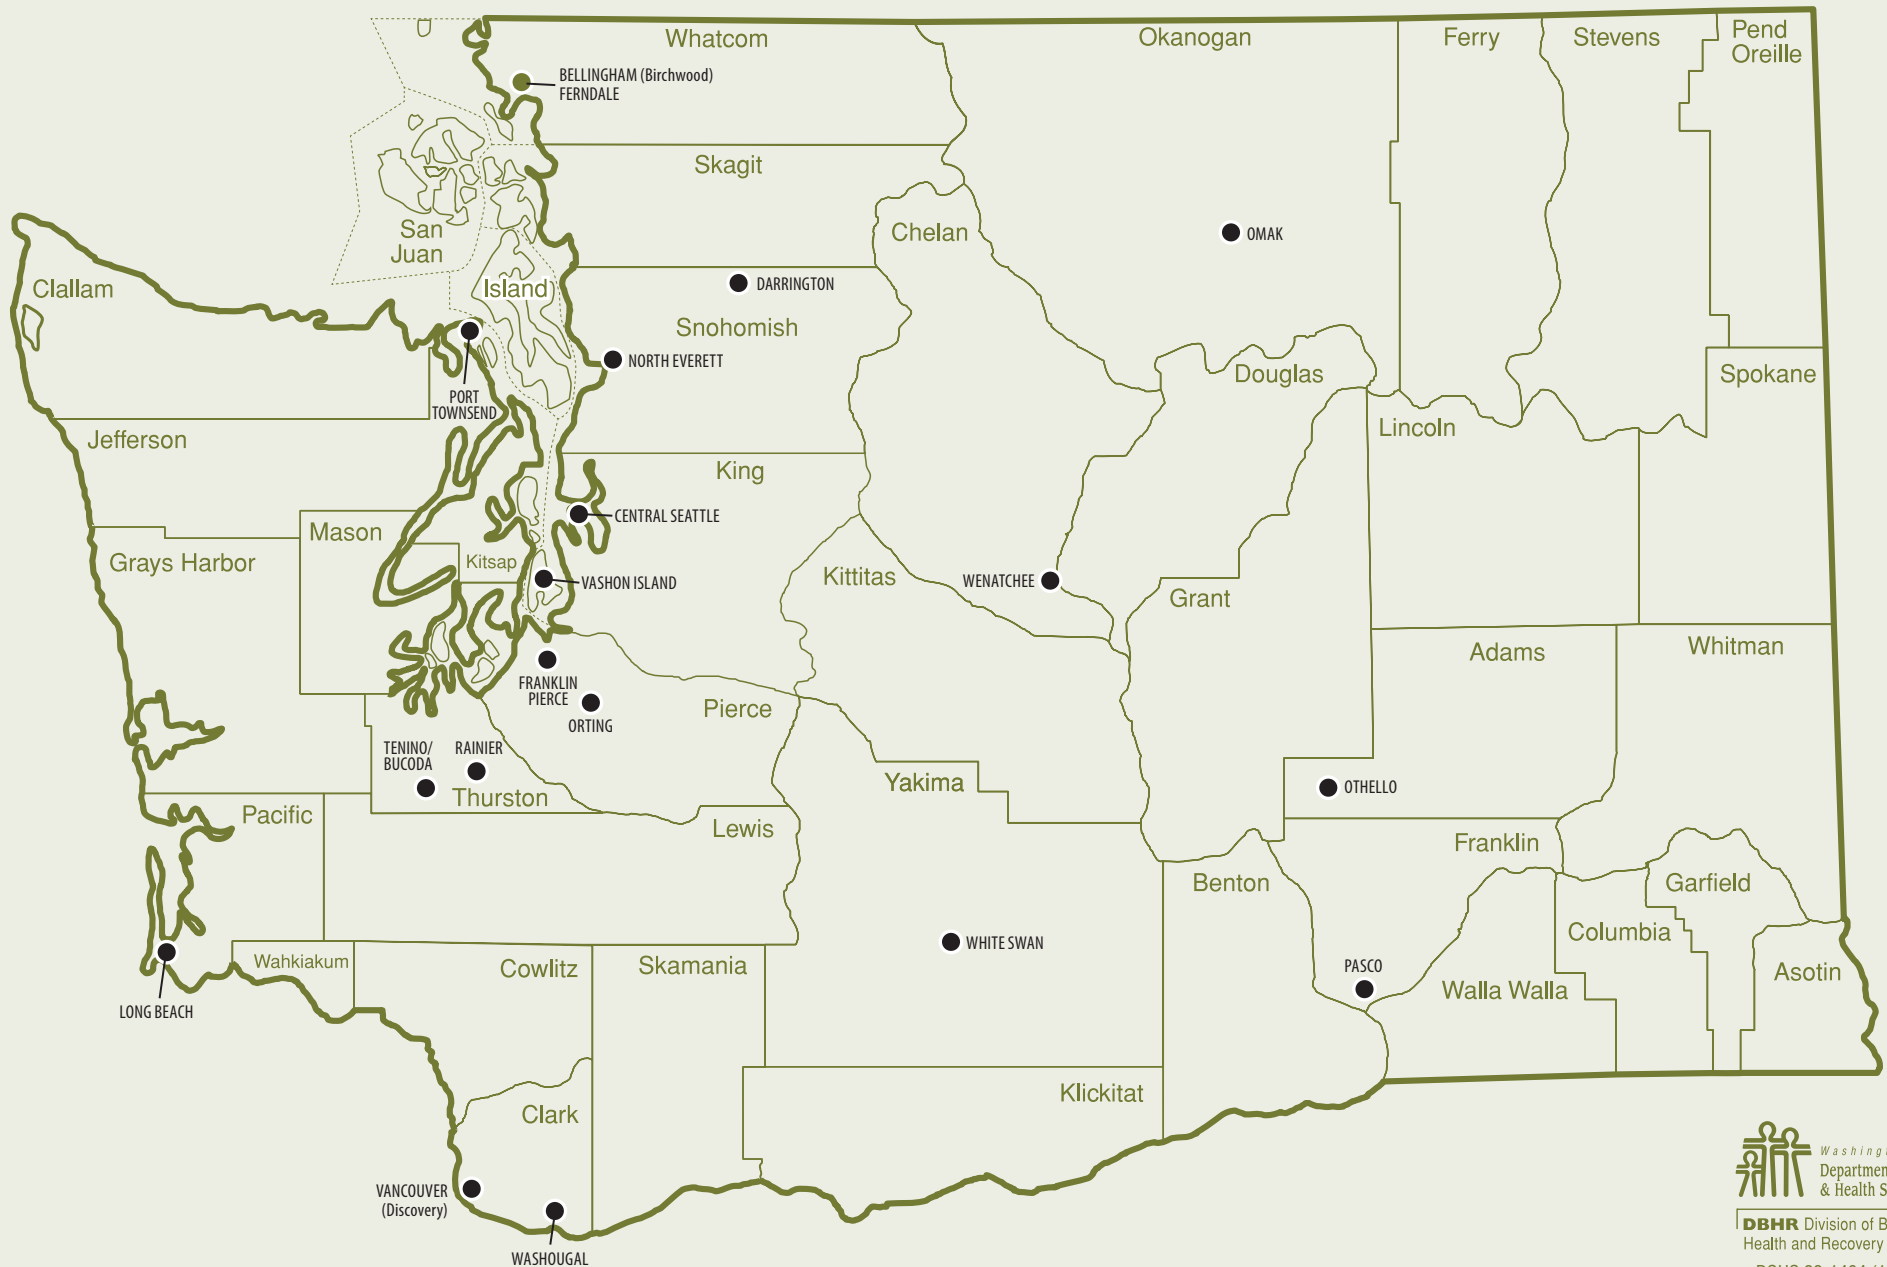 Whatcom
Okanogan
Ferry
Stevens
Pend
Oreille
BELLINGHAM (Birchwood)
FERNDALE
Skagit
San
Juan
Chelan
OMAK
Clallam
Island
DARRINGTON
Snohomish
NORTH EVERETT
PORT
TOWNSEND
Douglas
Spokane
Jefferson
Lincoln
King
CENTRAL SEATTLE
Mason
Grays Harbor
Kitsap
VASHON ISLAND
Kittitas
WENATCHEE
Grant
Adams
Whitman
FRANKLIN
PIERCE
ORTING
Pierce
TENINO/
BUCODA
RAINIER
Thurston
Yakima
OTHELLO
Pacific
Lewis
Franklin
Benton
Garfield
Columbia
WHITE SWAN
Wahkiakum
Cowlitz
Skamania
PASCO
Walla Walla
Asotin
LONG BEACH
Klickitat
Clark
VANCOUVER
(Discovery)
WASHOUGAL
Washing
Departmen
& Health S
DBHR Division of B
Health and Recovery